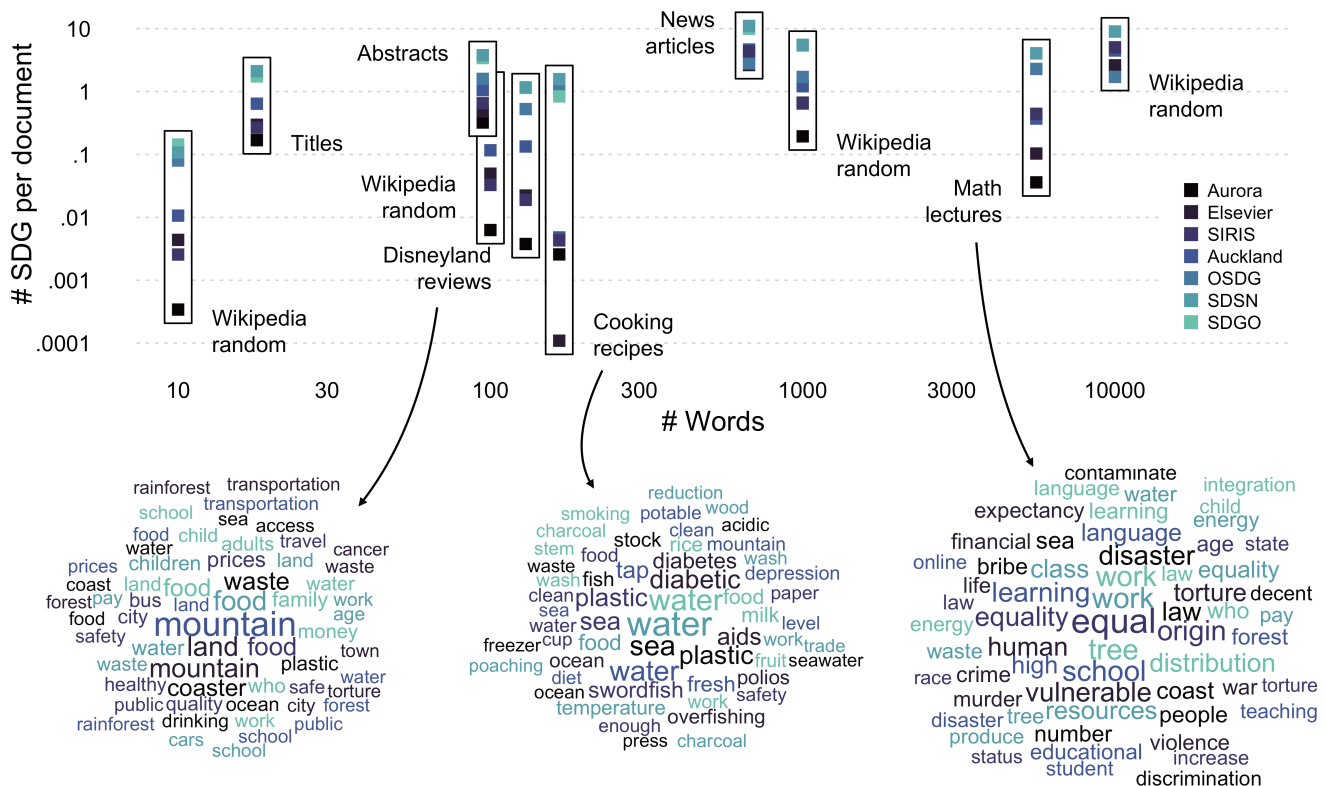 # SDG per document
10
1
.1
.01
.001
.0001
Titles
Abstracts
News
articles
Wikipedia
random
Wikipedia
random
Wikipedia
random
Wikipedia
random
Disneyland
reviews
Cooking
recipes
Math
lectures
Aurora
Elsevier
SIRIS
Auckland
OSDG
SDSN
SDGO
10 30 100 300 1000 3000 10000
# Words
rainforest transportation
transportation
school sea access
food child adults travel
water prices cancer
prices children land waste
coast land food waste water
forest pay bus land food family work
food city age
mountain money
safety
water land food town
waste mountain plastic water
healthy coaster who safe torture
public quality ocean city forest
rainforest drinking work public
cars school
school
reduction
smoking potable wood
charcoal clean acidic
stock
stem food rice mountain
waste diabetes wash
wash fish tap diabetic depression
clean plastic water food paper
sea milk
water sea water level
freezer cup food aids work trade
sea plastic fruit seawater
poaching ocean
diet water polios
ocean swordfish fresh safety
temperature work
enough overfishing
press charcoal
contaminate
language water integration
expectancy learning child
energy
language
financial sea disaster age state
online bribe class work law equality
life learning work torture decent
law law who pay
energy equality equal origin forest
waste human tree
high school distribution
race crime war torture
murder vulnerable coast
disaster tree resources people teaching
produce number violence
status educational increase
student
discrimination